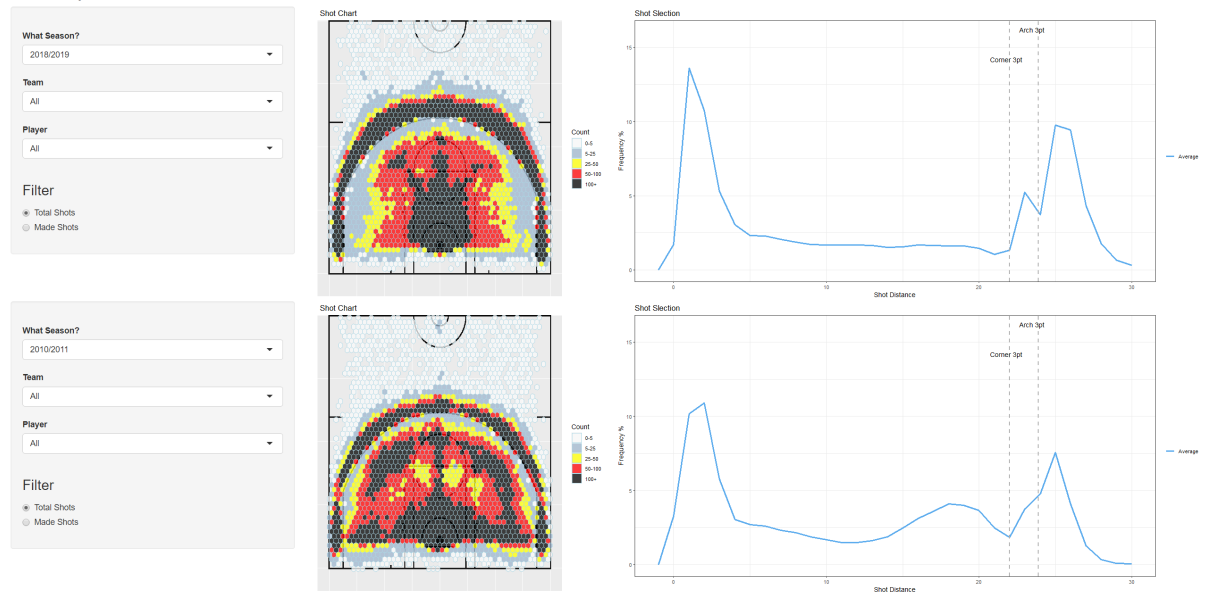 What Season?
2018/2019
Team
All
Player
All
Filter
Total Shots
Made Shots
Shot Chart
Count
0-5
5-25
25-50
50-100
100+
Shot Slection
Arch 3pt
Corner 3pt
15
10
5
0
Frequency %
0
10
20
30
Shot Distance
Average
What Season?
2010/2011
Team
All
Player
All
Filter
Total Shots
Made Shots
Shot Chart
Count
0-5
5-25
25-50
50-100
100+
Shot Slection
Arch 3pt
Corner 3pt
15
10
5
0
Frequency %
0
10
20
30
Shot Distance
Average